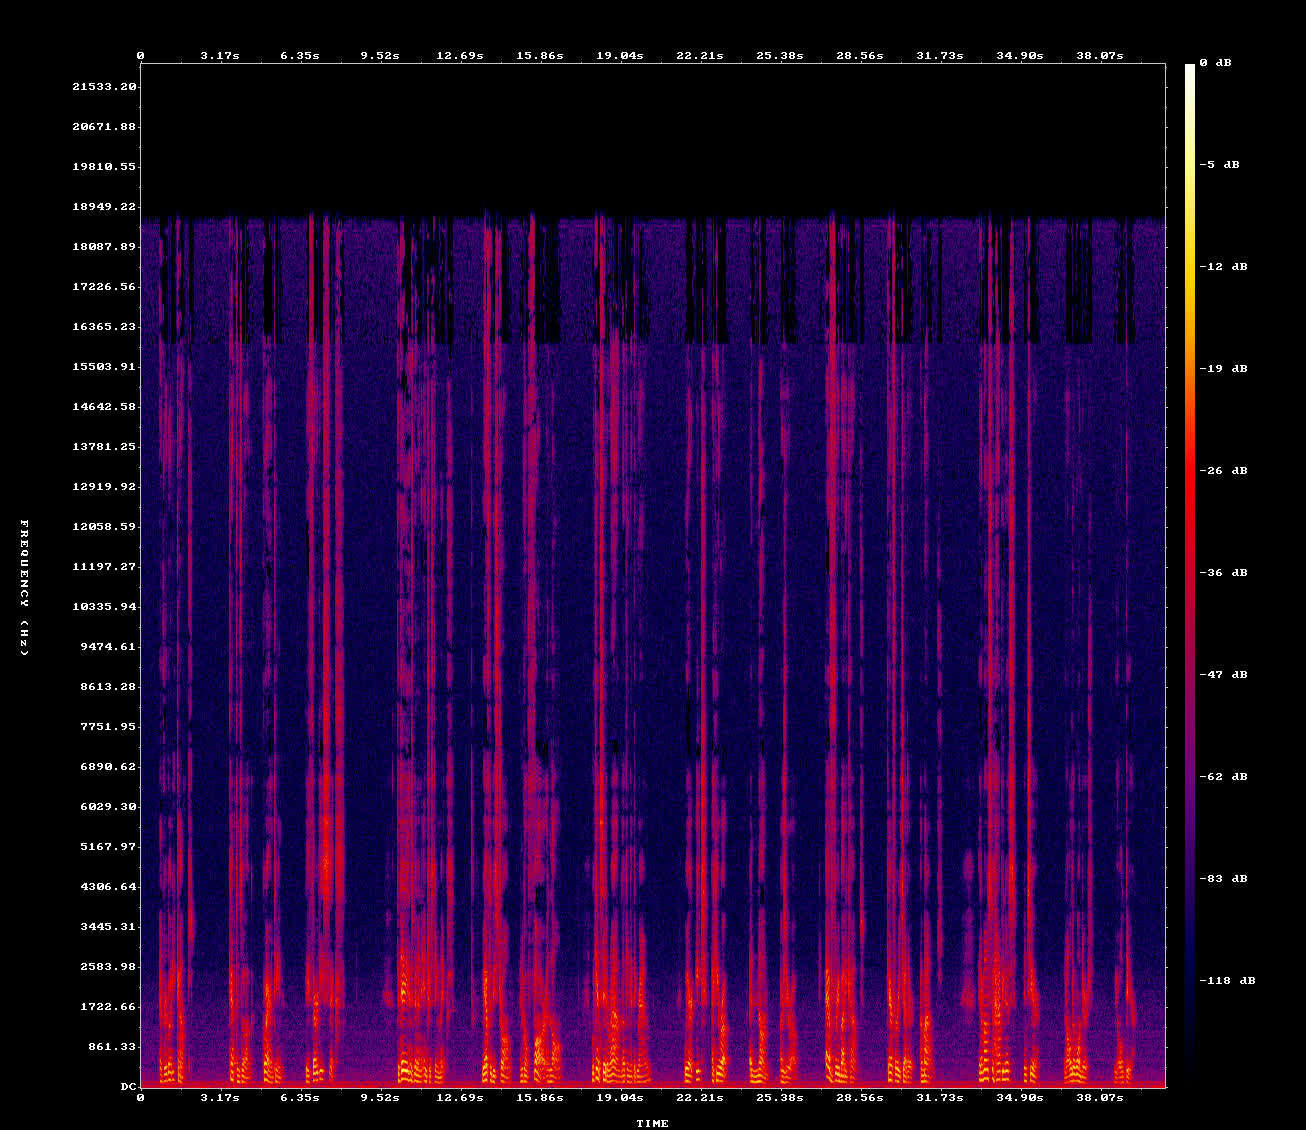 0 3.17s 6.35s 9.52s 12.69s 15.86s 19.04s 22.21s 25.38s 28.56s 31.73s 34.90s 38.07s
0 dB
21533.20
20671.88
-5 dB
19810.55
18949.22
18087.89
-12 dB
17226.56
16365.23
15503.91
-19 dB
14642.58
13781.25
-26 dB
12919.92
12058.59
11197.27
-36 dB
10335.94
9474.61
8613.28
-47 dB
7751.95
6890.62
-62 dB
6029.30
5167.97
4306.64
-83 dB
3445.31
2583.98
-118 dB
1722.66
861.33
DC
FREQUENCY (Hz)
0 3.17s 6.35s 9.52s 12.69s 15.86s 19.04s 22.21s 25.38s 28.56s 31.73s 34.90s 38.07s
TIME